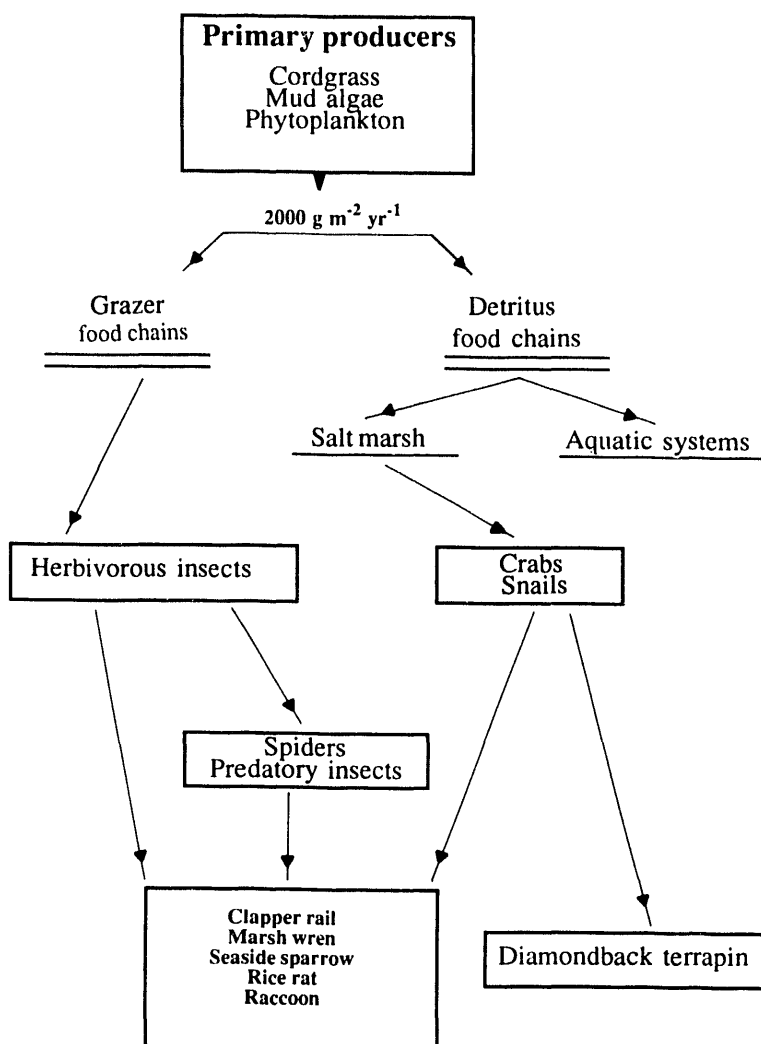 Primary producers
Cordgrass
Mud algae
Phytoplankton
2000 g m⁻² yr⁻¹
Grazer
food chains
Detritus
food chains
Salt marsh
Aquatic systems
Herbivorous insects
Crabs
Snails
Spiders
Predatory insects
Clapper rail
Marsh wren
Seaside sparrow
Rice rat
Raccoon
Diamondback terrapin